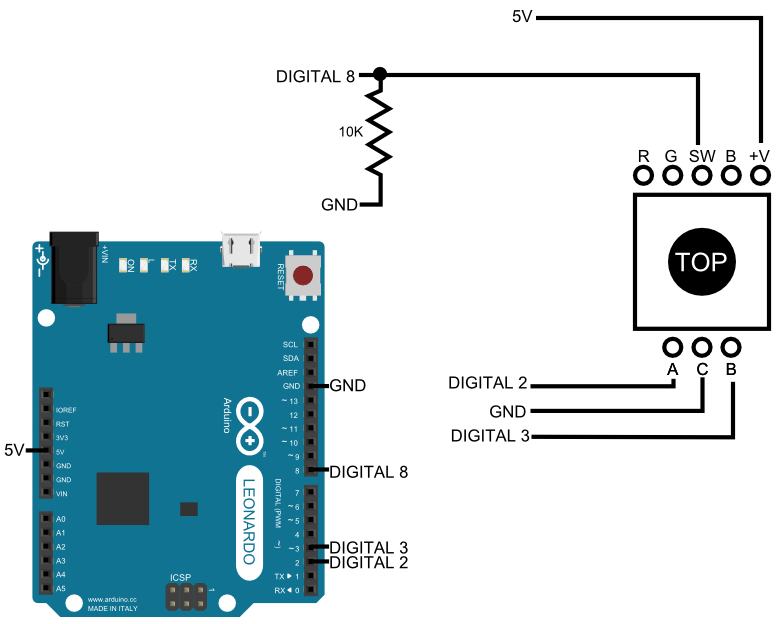 5V
DIGITAL 8
10K
GND
R G SW B +V
TOP
A C B
DIGITAL 2
GND
DIGITAL 3
+ -
+VIN
ON
L
TX
RX
RESET
SCL
SDA
AREF
GND
~ 13
12
~ 11
~ 10
~ 9
8
7
~ 6
~ 5
4
~ 3
2
TX ▶ 1
RX ◀ 0
GND
DIGITAL 8
DIGITAL 3
DIGITAL 2
5V
IOREF
RST
3V3
5V
GND
GND
VIN
A0
A1
A2
A3
A4
A5
Arduino
TM
LEONARDO
DIGITAL (PWM ~)
ICSP
1
www.arduino.cc
MADE IN ITALY